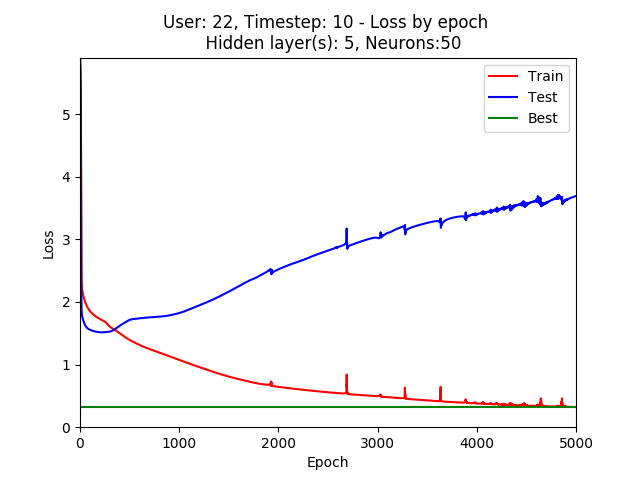 User: 22, Timestep: 10 - Loss by epoch
Hidden layer(s): 5, Neurons:50
Train
Test
Best
Loss
5
4
3
2
1
0
0 1000 2000 3000 4000 5000
Epoch